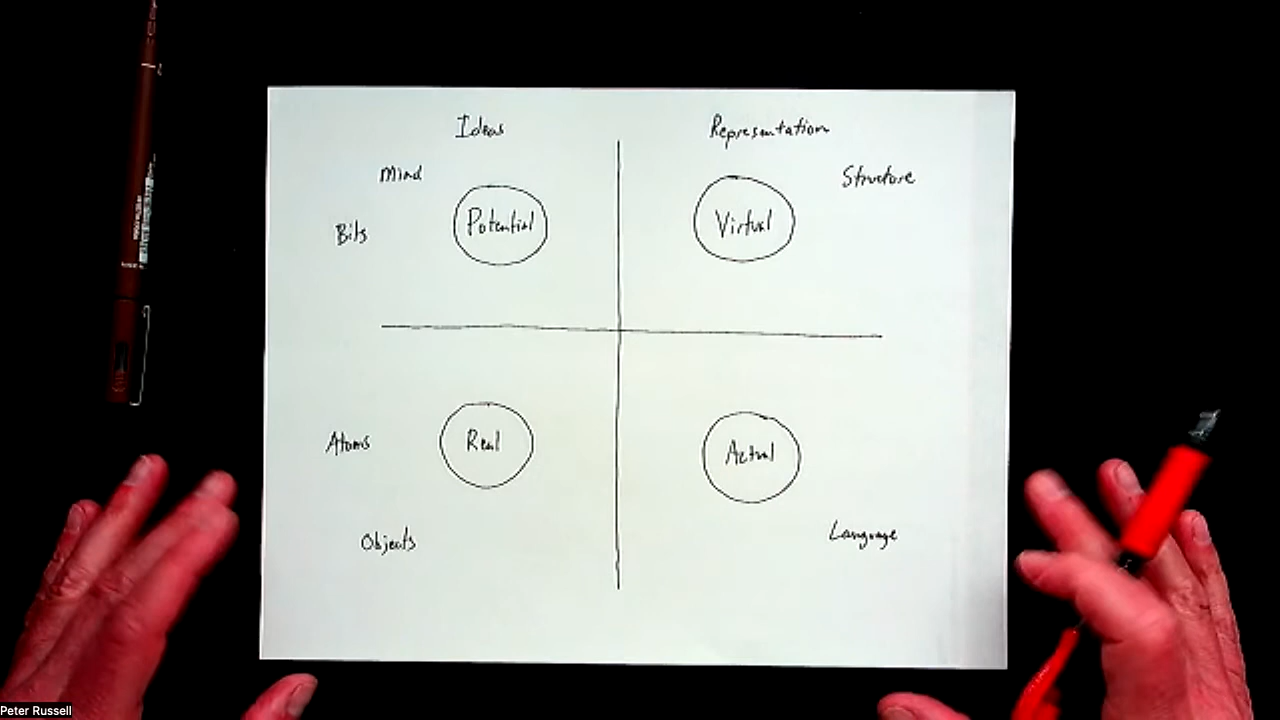 Ideas
Representation
Mind
Structure
Potential
Virtual
Bits
Real
Actual
Atoms
Objects
Language
Peter Russell